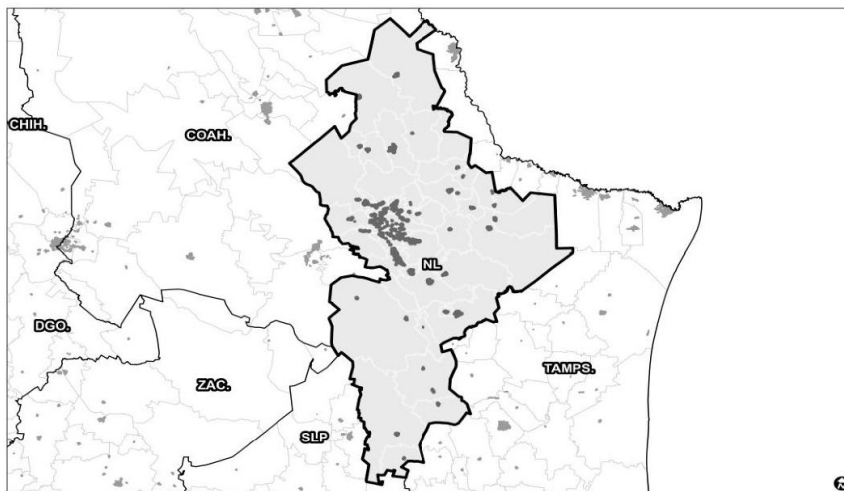 CHIH.
COAH.
NL
DGO.
TAMPS.
ZAC.
SLP